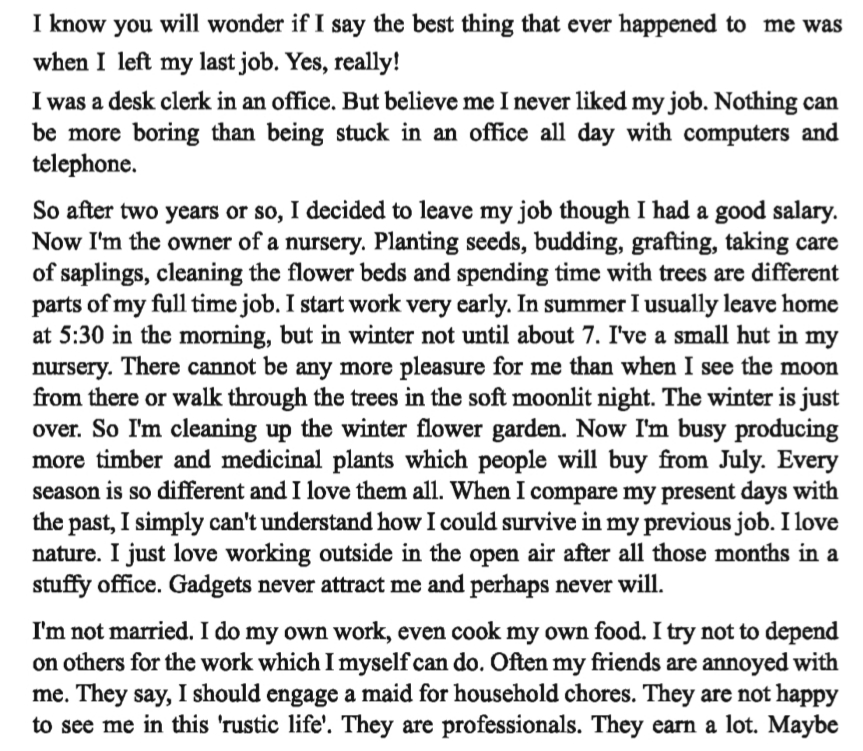 I know you will wonder if I say the best thing that ever happened to me was
when I left my last job. Yes, really!
I was a desk clerk in an office. But believe me I never liked my job. Nothing can
be more boring than being stuck in an office all day with computers and
telephone.
So after two years or so, I decided to leave my job though I had a good salary.
Now I'm the owner of a nursery. Planting seeds, budding, grafting, taking care
of saplings, cleaning the flower beds and spending time with trees are different
parts of my full time job. I start work very early. In summer I usually leave home
at 5:30 in the morning, but in winter not until about 7. I've a small hut in my
nursery. There cannot be any more pleasure for me than when I see the moon
from there or walk through the trees in the soft moonlit night. The winter is just
over. So I'm cleaning up the winter flower garden. Now I'm busy producing
more timber and medicinal plants which people will buy from July. Every
season is so different and I love them all. When I compare my present days with
the past, I simply can't understand how I could survive in my previous job. I love
nature. I just love working outside in the open air after all those months in a
stuffy office. Gadgets never attract me and perhaps never will.
I'm not married. I do my own work, even cook my own food. I try not to depend
on others for the work which I myself can do. Often my friends are annoyed with
me. They say, I should engage a maid for household chores. They are not happy
to see me in this 'rustic life'. They are professionals. They earn a lot. Maybe